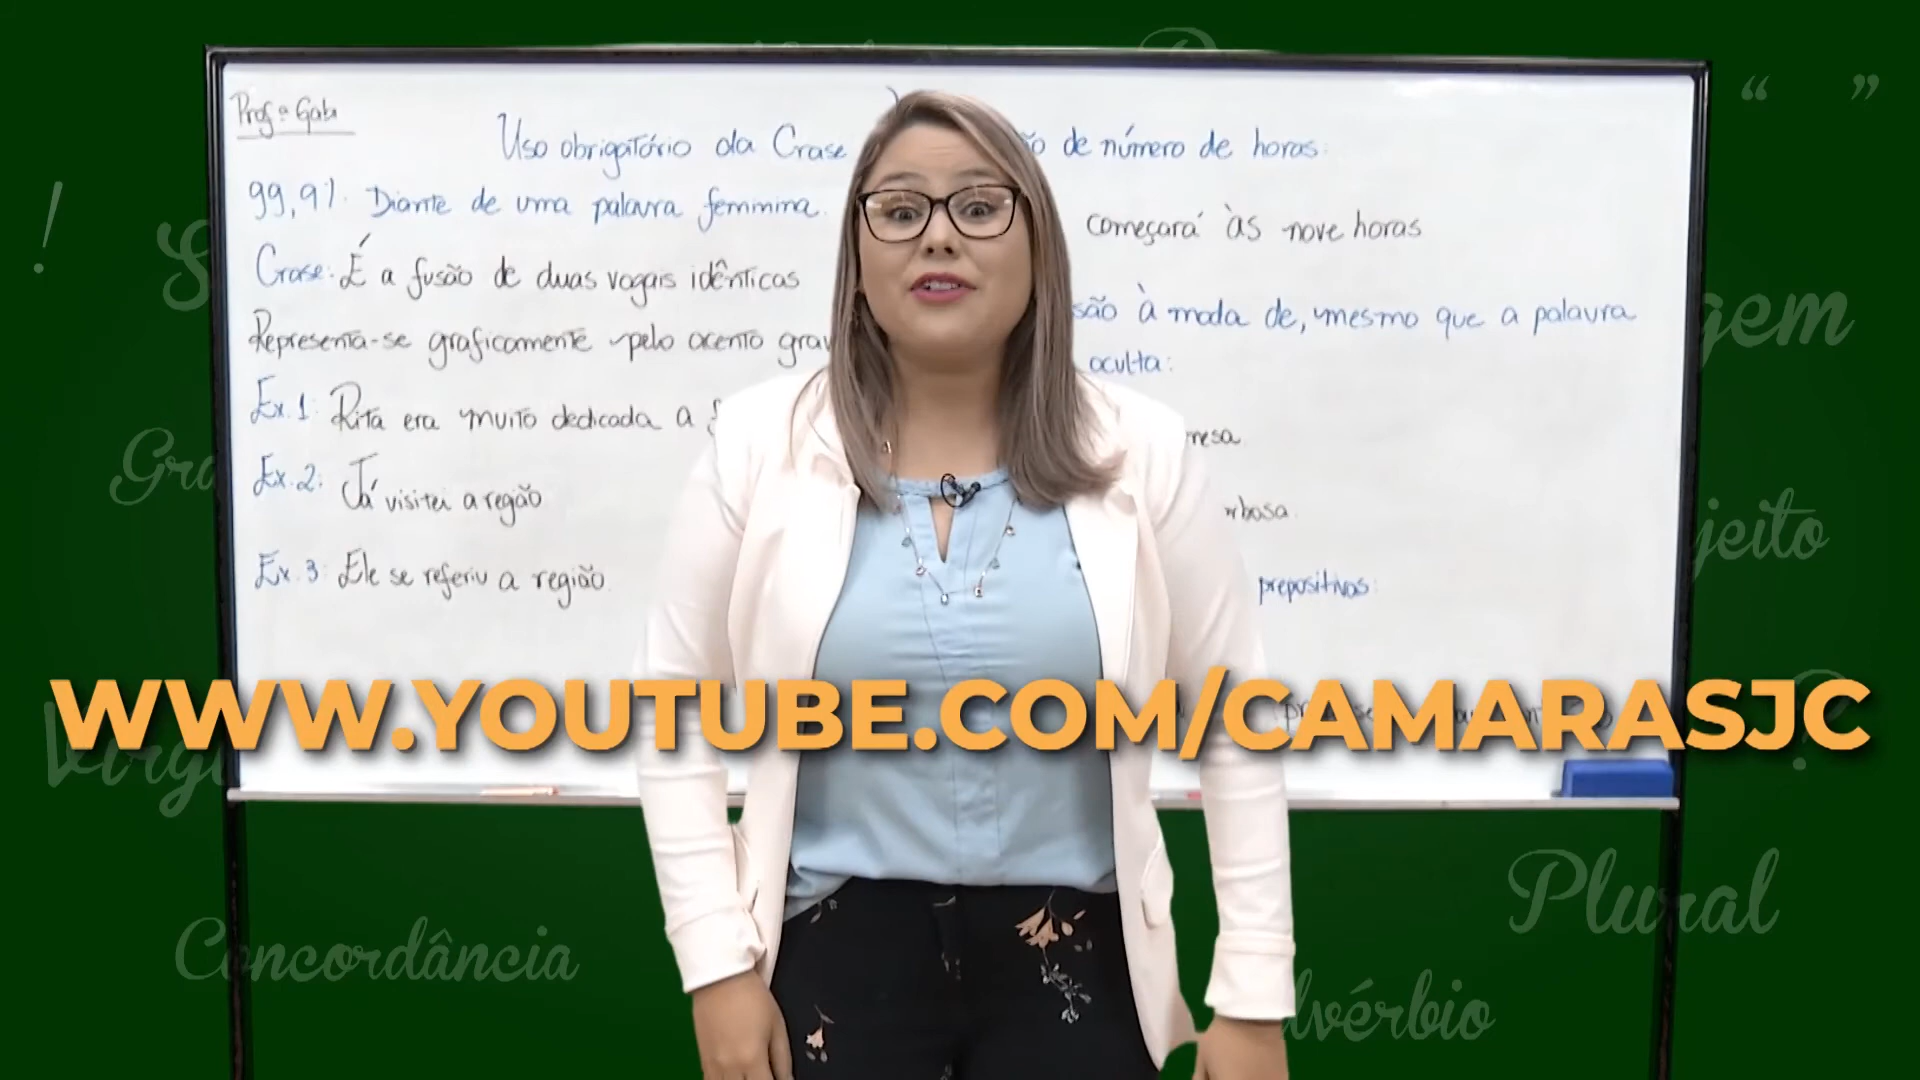 Profª Gabi
Uso obrigatório da Crase
99,9% Diante de uma palavra feminina.
Crase: É a fusão de duas vogais idênticas
Representa-se graficamente pelo acento
Ex.1: Rita era muito dedicada a
Ex.2: Já visitei a região
Ex.3: Ele se referiu a região.
de número de horas:
começará às nove horas
à moda de, mesmo que a palavra
oculta:
prepositivas:
WWW.YOUTUBE.COM/CAMARASJC
! “ ”
jeito
Concordância
Plural
?